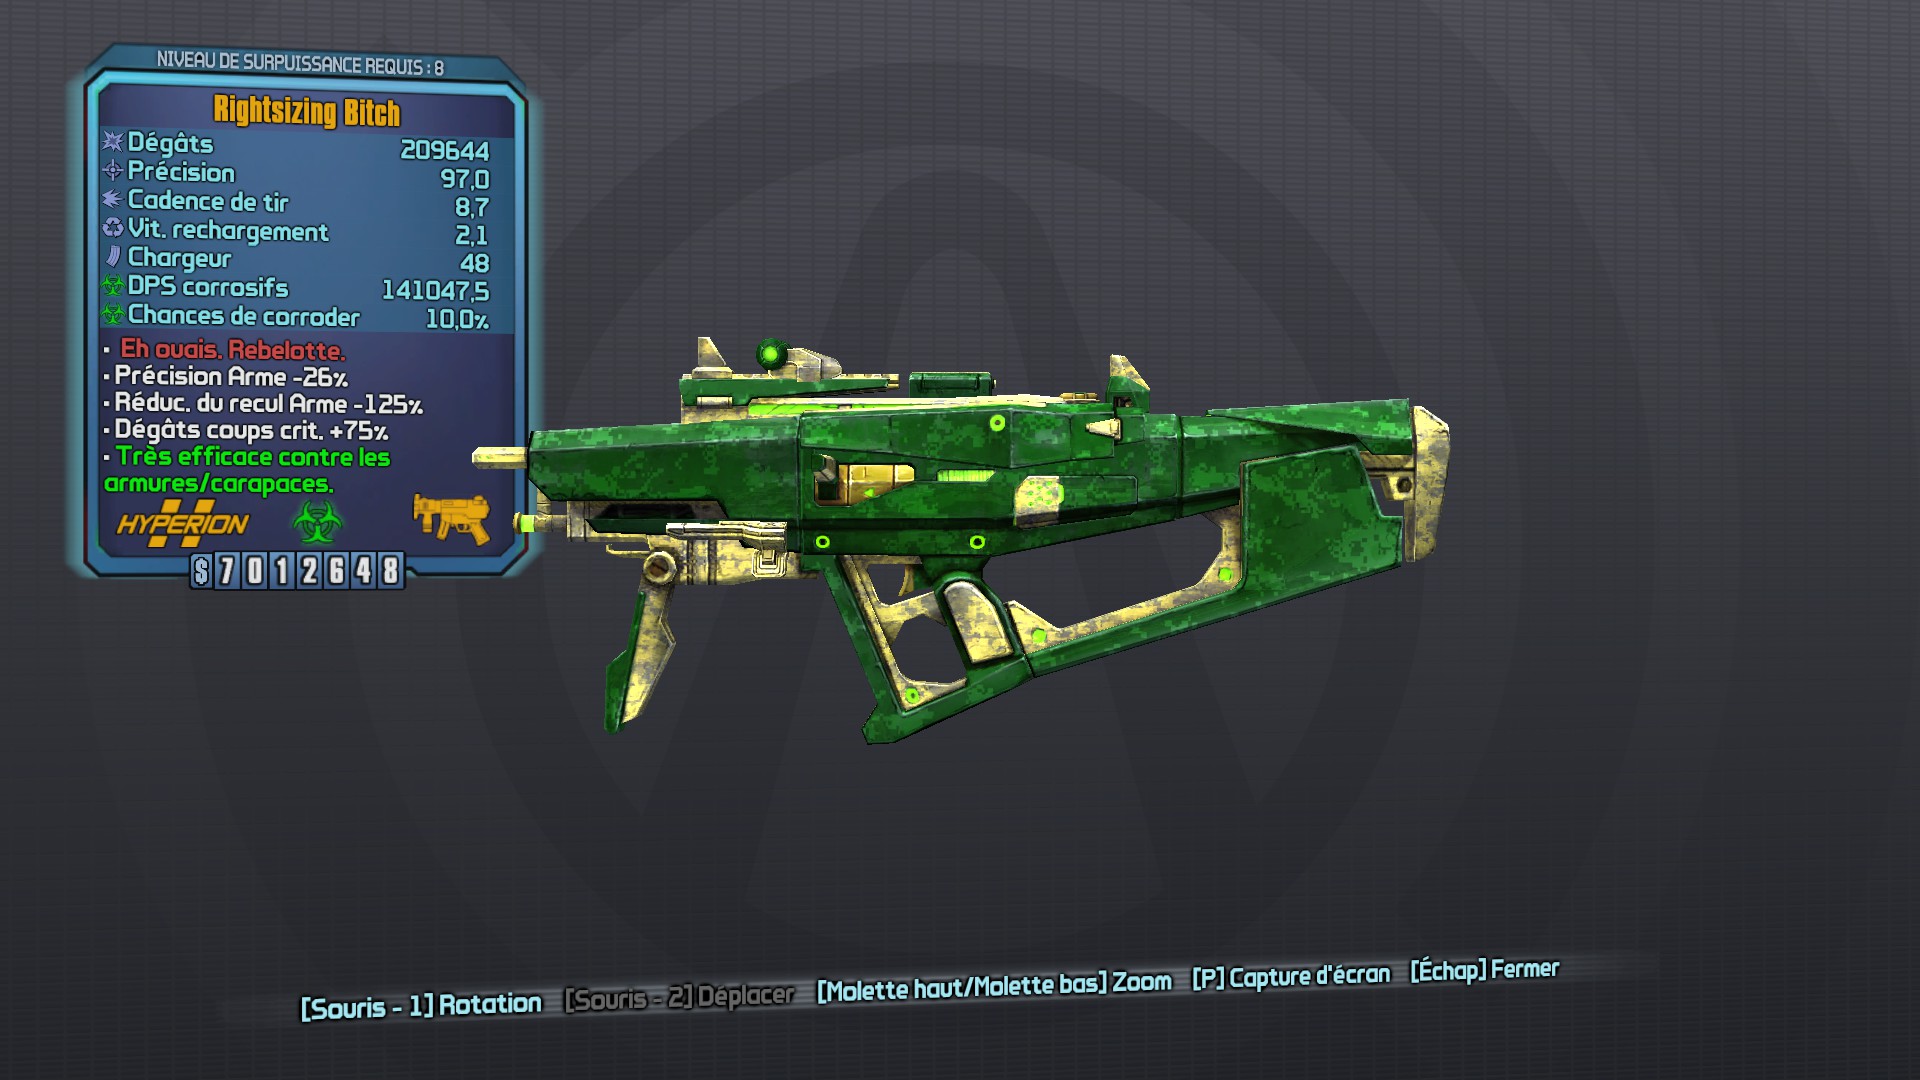 NIVEAU DE SURPUISSANCE REQUIS : 8
Rightsizing Bitch
Dégâts 209644
Précision 97,0
Cadence de tir 8,7
Vit. rechargement 2,1
Chargeur 48
DPS corrosifs 141047,5
Chances de corroder 10,0%
• Eh ouais. Rebelotte.
• Précision Arme -26%
• Réduc. du recul Arme -125%
• Dégâts coups crit. +75%
• Très efficace contre les
armures/carapaces.
HYPERION
$7012648
[Souris - 1] Rotation [Souris - 2] Déplacer [Molette haut/Molette bas] Zoom [P] Capture d'écran [Échap] Fermer